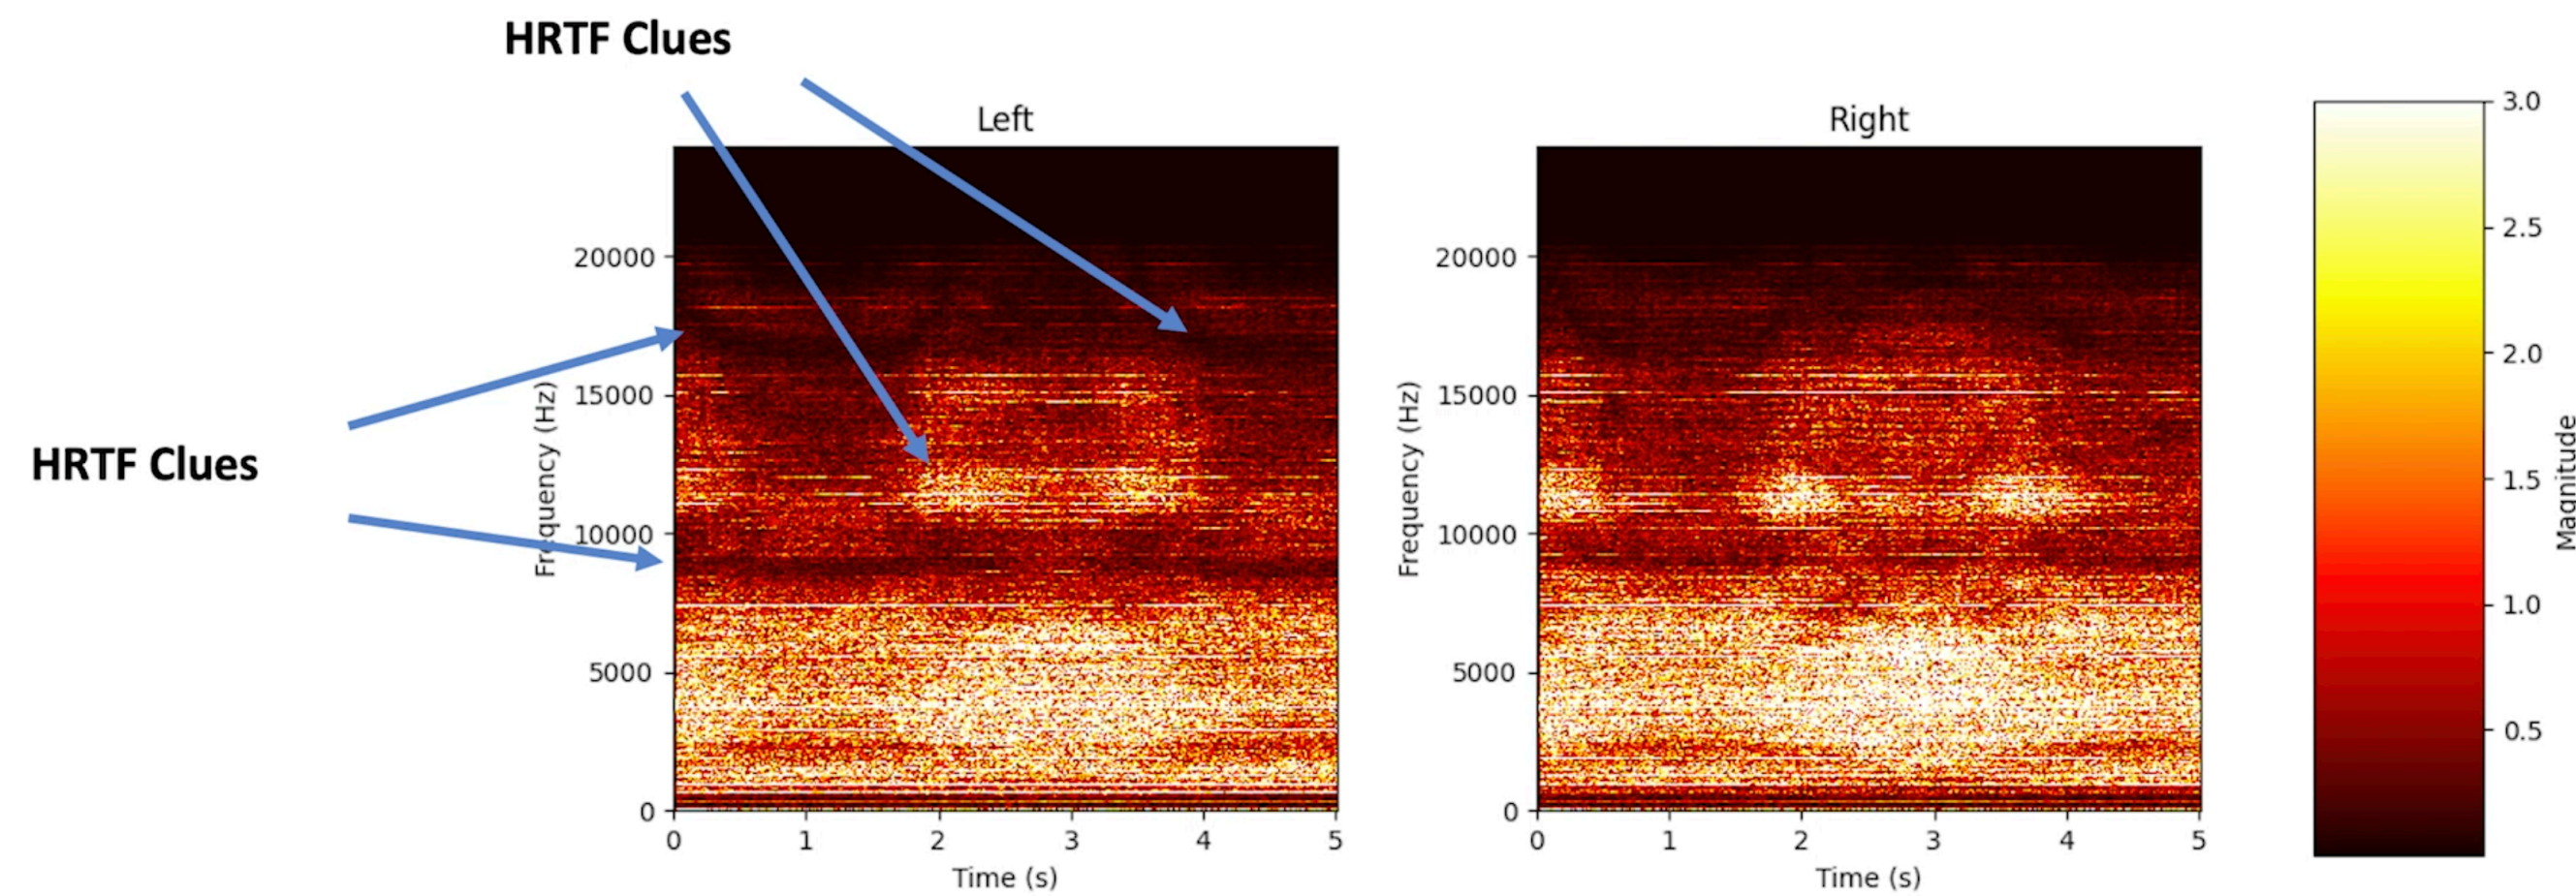 HRTF Clues
HRTF Clues
Left
Right
20000
15000
10000
5000
0
Frequency (Hz)
0 1 2 3 4 5
Time (s)
20000
15000
10000
5000
0
Frequency (Hz)
0 1 2 3 4 5
Time (s)
3.0
2.5
2.0
1.5
1.0
0.5
Magnitude